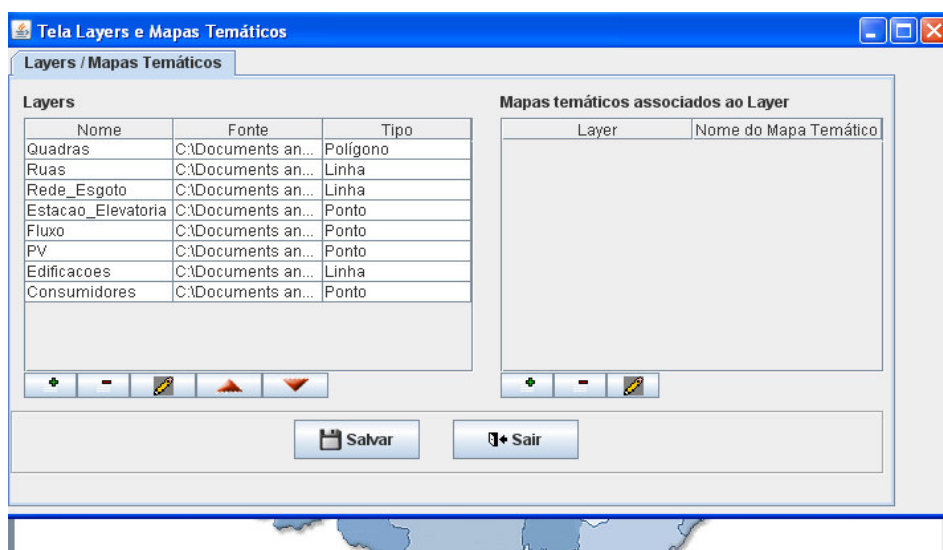 Tela Layers e Mapas Temáticos
Layers / Mapas Temáticos
Layers
Nome Fonte Tipo
Quadras C:\Documents an... Polígono
Ruas C:\Documents an... Linha
Rede_Esgoto C:\Documents an... Linha
Estacao_Elevatoria C:\Documents an... Ponto
Fluxo C:\Documents an... Ponto
PV C:\Documents an... Ponto
Edificacoes C:\Documents an... Linha
Consumidores C:\Documents an... Ponto
Mapas temáticos associados ao Layer
Layer Nome do Mapa Temático
Salvar Sair